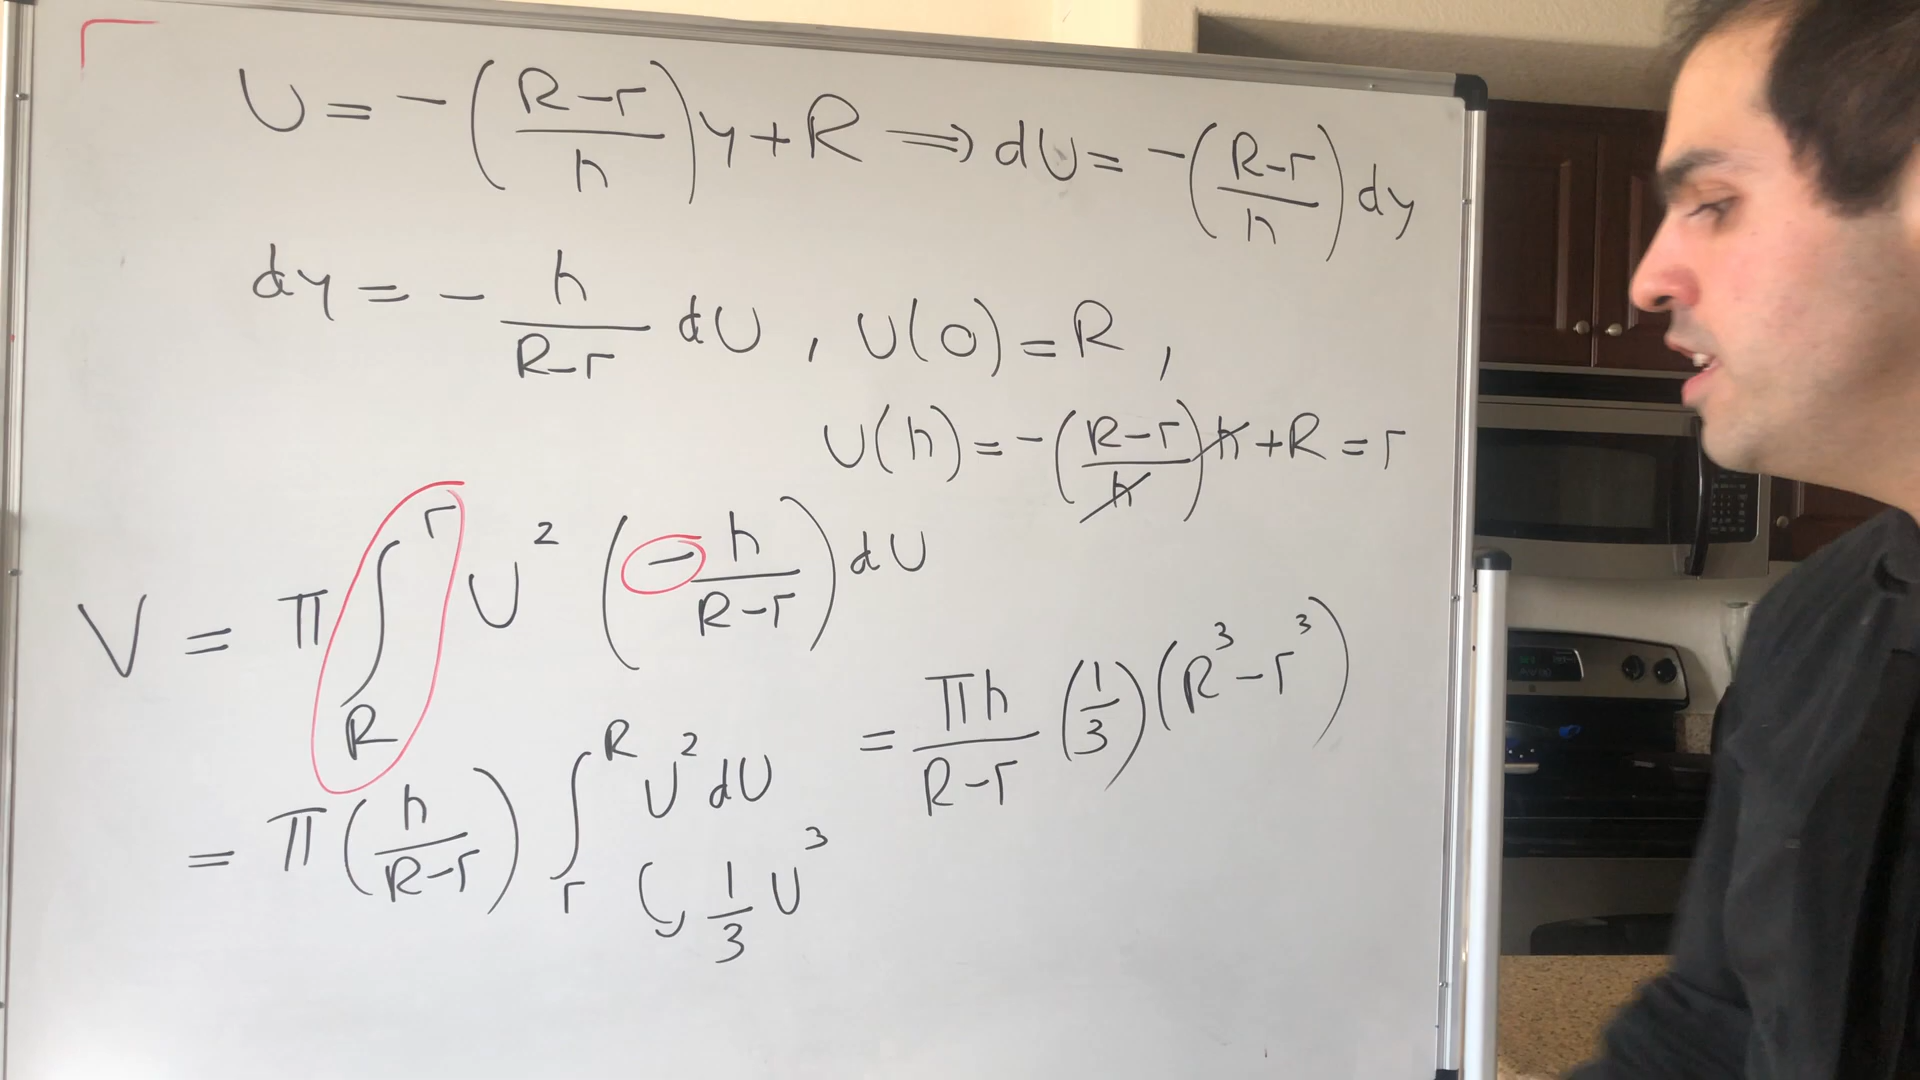 U = -(R-r/h)y+R ⟹ dU = -(R-r/h)dy
dy = - h/R-r dU , U(0) = R ,
U(h) = -(R-r/h)h+R = r
V = π ∫_R^r U² (- h/R-r) dU
= π(h/R-r) ∫_r^R U² dU = πh/R-r (1/3)(R³-r³)
↪ 1/3 U³